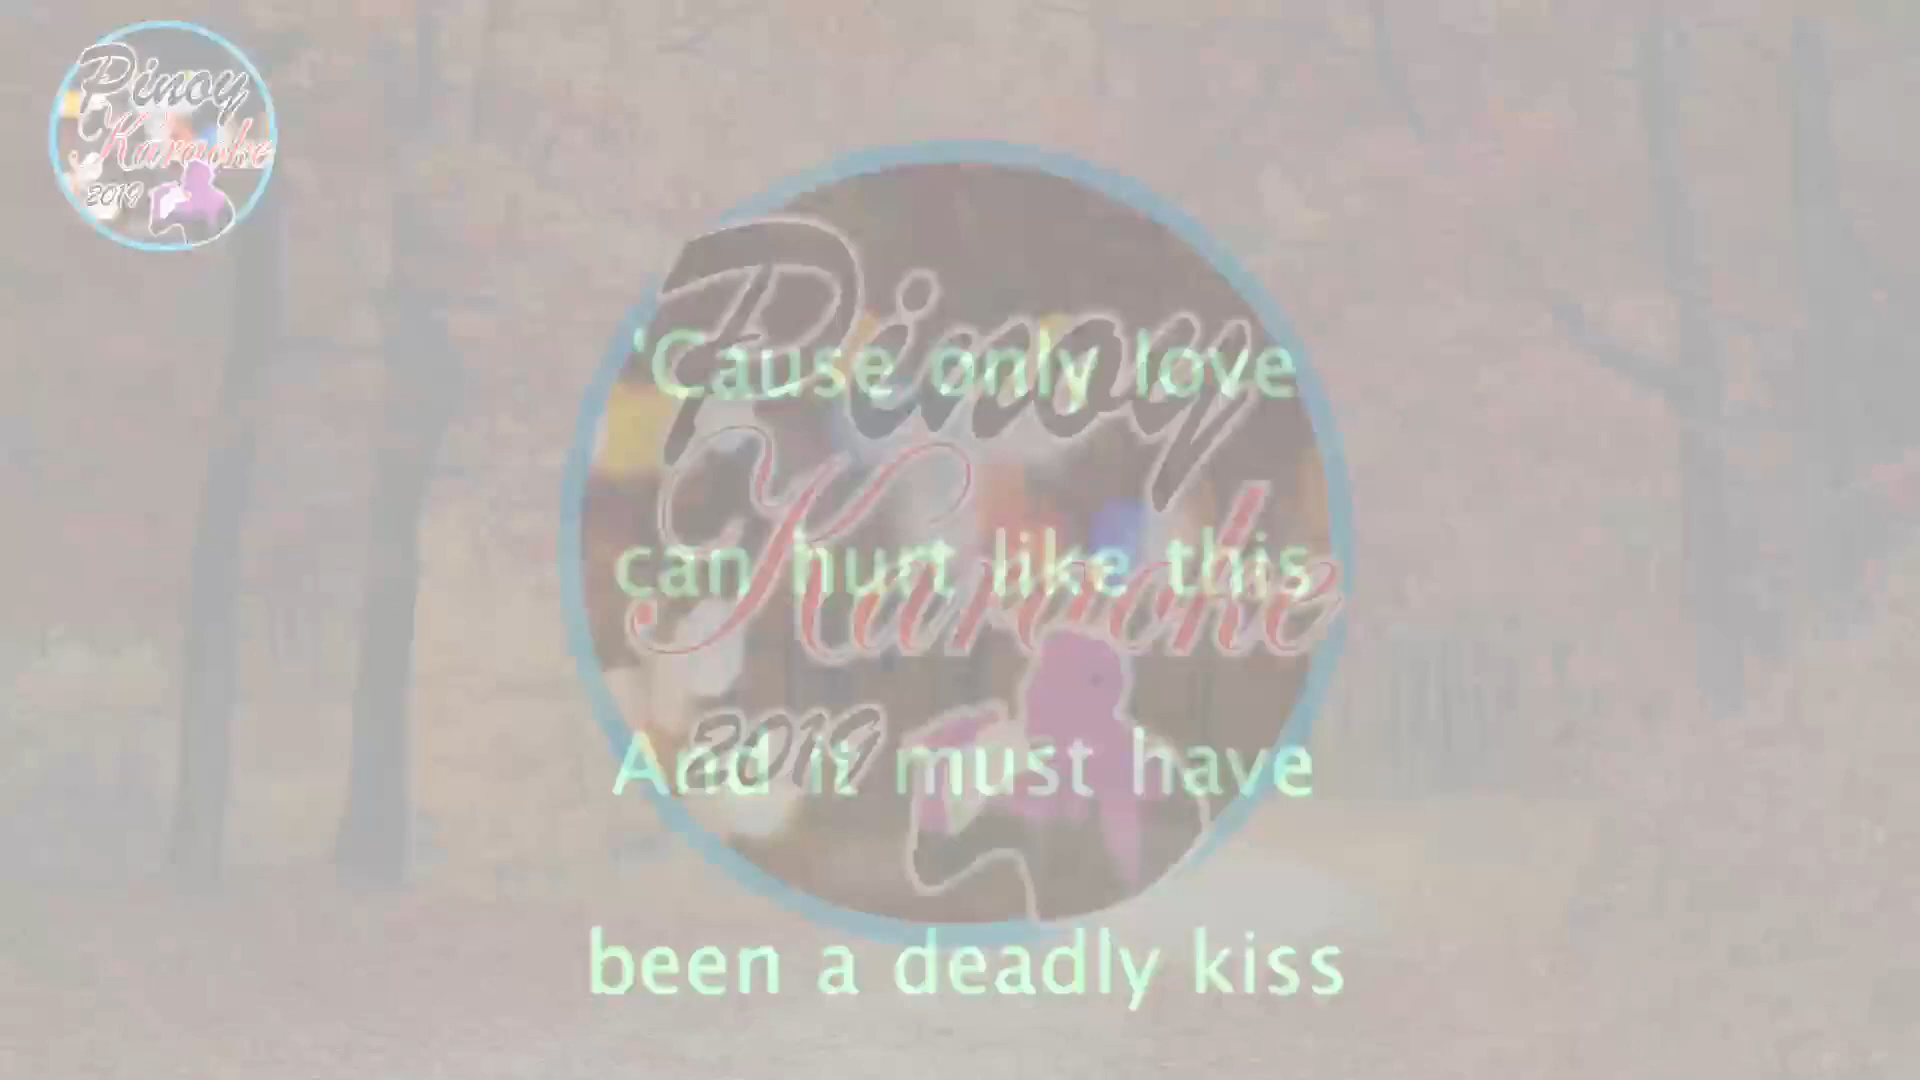 Pinoy
Karaoke
2019
Pinoy
Karaoke
2019
'Cause only love
can hurt like this
And it must have
been a deadly kiss